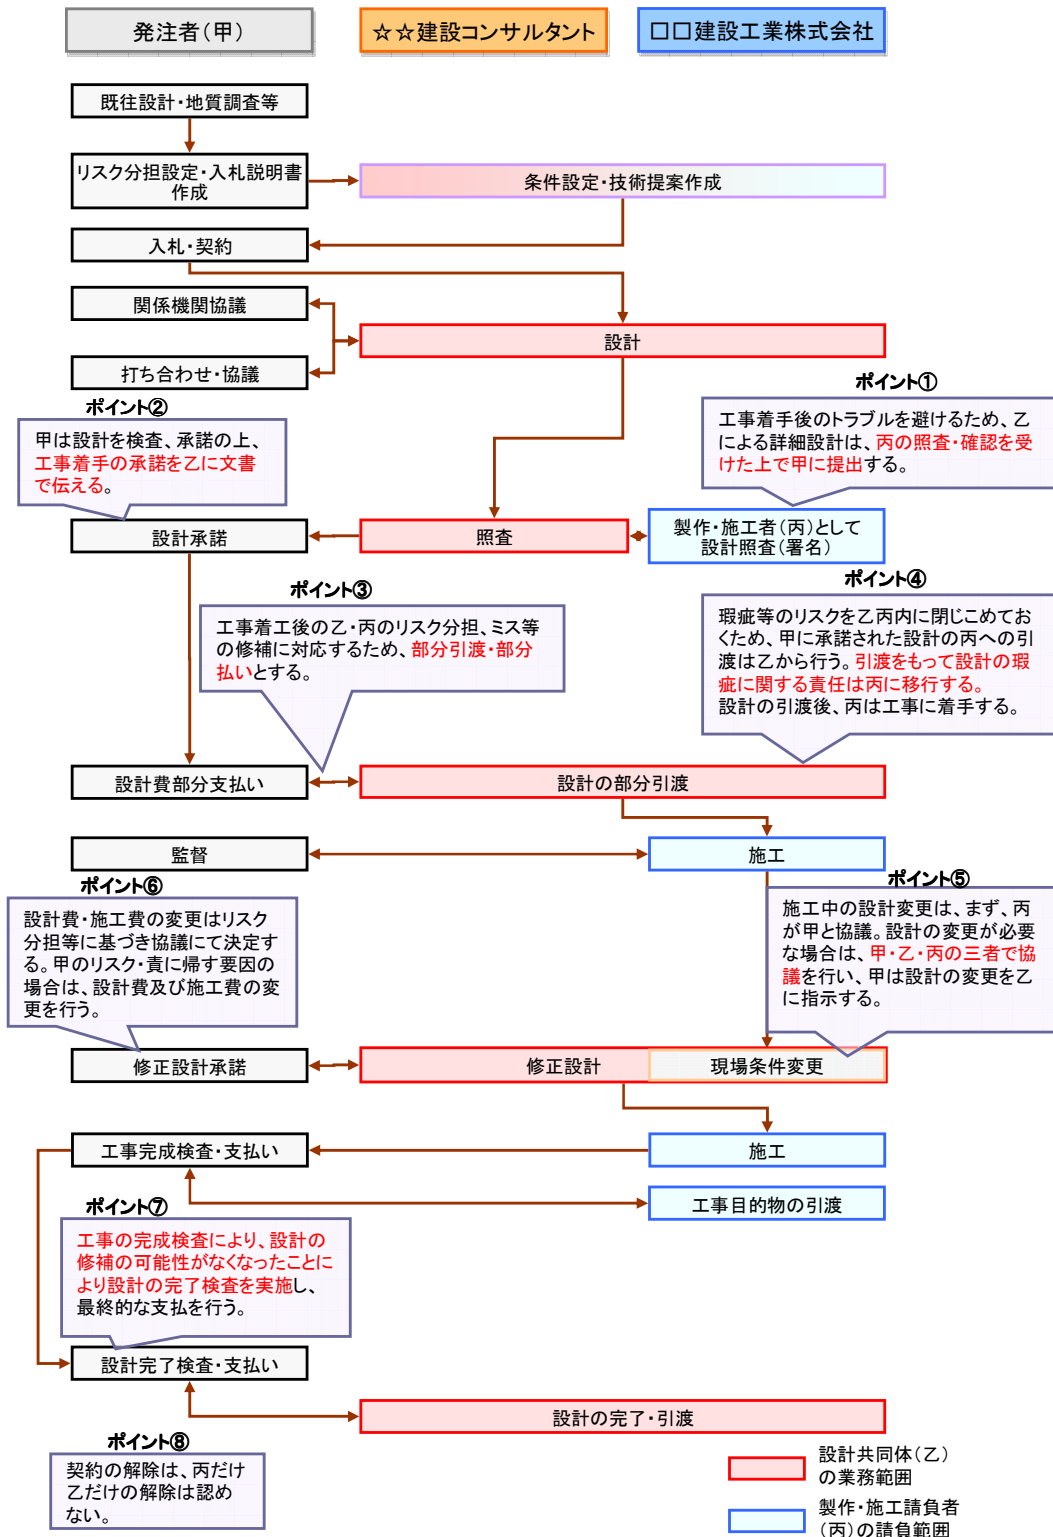 発注者（甲）
☆☆建設コンサルタント
□□建設工業株式会社
既往設計・地質調査等
リスク分担設定・入札説明書
作成
条件設定・技術提案作成
入札・契約
関係機関協議
設計
打ち合わせ・協議
ポイント①
工事着手後のトラブルを避けるため、乙
による詳細設計は、丙の照査・確認を受
けた上で甲に提出する。
ポイント②
甲は設計を検査、承諾の上、
工事着手の承諾を乙に文書
で伝える。
設計承諾
照査
製作・施工者（丙）として
設計照査（署名）
ポイント③
工事着工後の乙・丙のリスク分担、ミス等
の修補に対応するため、部分引渡・部分
払いとする。
ポイント④
瑕疵等のリスクを乙丙内に閉じこめてお
くため、甲に承諾された設計の丙への引
渡は乙から行う。引渡をもって設計の瑕
疵に関する責任は丙に移行する。
設計の引渡後、丙は工事に着手する。
設計費部分支払い
設計の部分引渡
監督
施工
ポイント⑤
施工中の設計変更は、まず、丙
が甲と協議。設計の変更が必要
な場合は、甲・乙・丙の三者で協
議を行い、甲は設計の変更を乙
に指示する。
ポイント⑥
設計費・施工費の変更はリスク
分担等に基づき協議にて決定す
る。甲のリスク・責に帰す要因の
場合は、設計費及び施工費の変
更を行う。
修正設計承諾
修正設計
現場条件変更
工事完成検査・支払い
施工
工事目的物の引渡
ポイント⑦
工事の完成検査により、設計の
修補の可能性がなくなったことに
より設計の完了検査を実施し、
最終的な支払を行う。
設計完了検査・支払い
設計の完了・引渡
ポイント⑧
契約の解除は、丙だけ
乙だけの解除は認め
ない。
設計共同体（乙）
の業務範囲
製作・施工請負者
（丙）の請負範囲